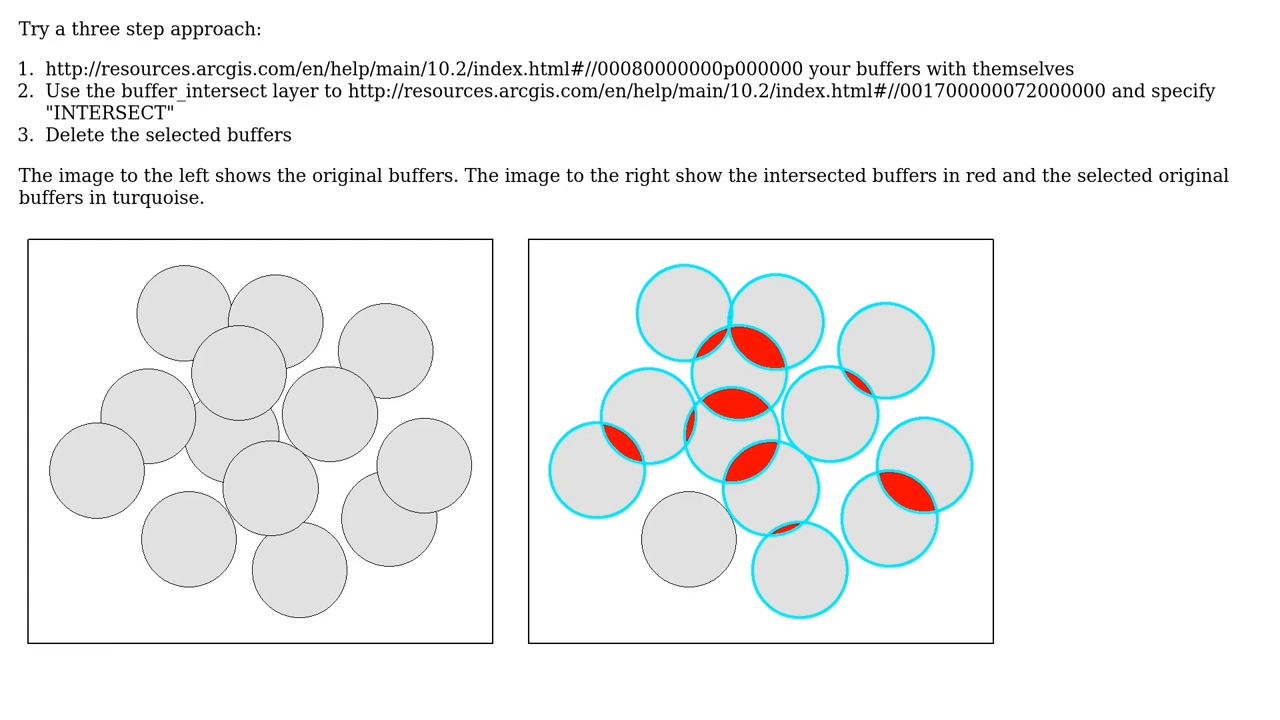 Try a three step approach:
1. http://resources.arcgis.com/en/help/main/10.2/index.html#//00080000000p000000 your buffers with themselves
2. Use the buffer_intersect layer to http://resources.arcgis.com/en/help/main/10.2/index.html#//001700000072000000 and specify
"INTERSECT"
3. Delete the selected buffers
The image to the left shows the original buffers. The image to the right show the intersected buffers in red and the selected original
buffers in turquoise.